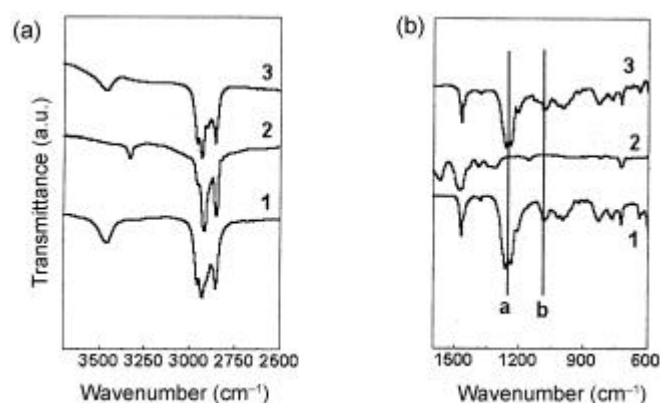 (a)
Transmittance (a.u.)
3
2
1
3500 3250 3000 2750 2600
Wavenumber (cm⁻¹)
(b)
3
2
1
a b
1500 1200 900 600
Wavenumber (cm⁻¹)